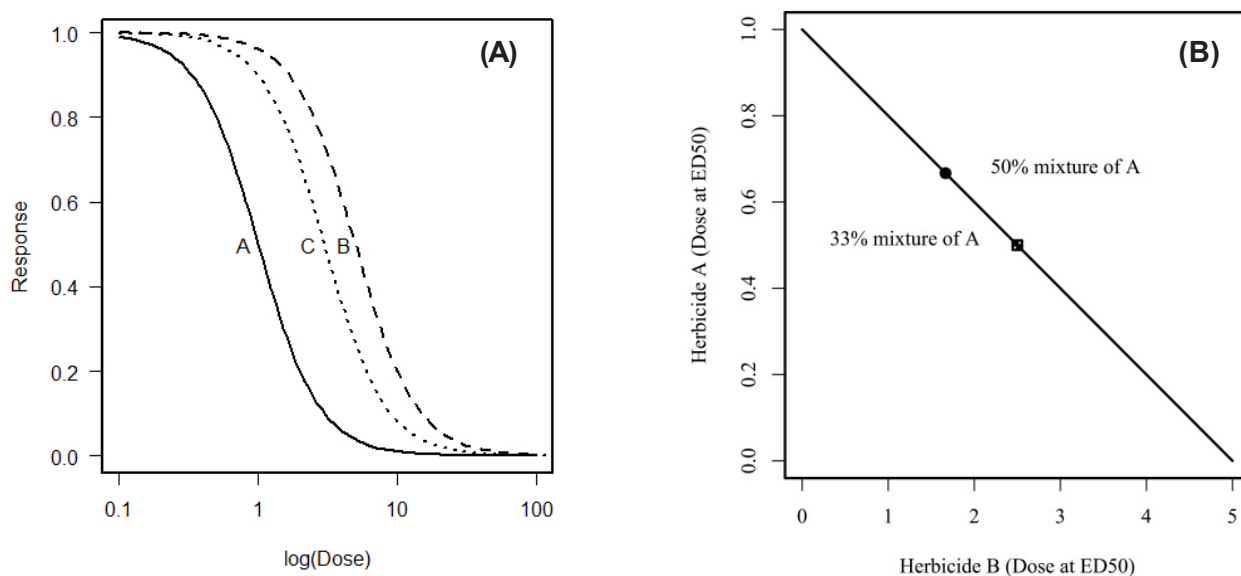 (A)
1.0
0.8
0.6
0.4
0.2
0.0
Response
A
C
B
0.1
1
10
100
log(Dose)
(B)
1.0
0.8
0.6
0.4
0.2
0.0
Herbicide A (Dose at ED50)
50% mixture of A
33% mixture of A
0
1
2
3
4
5
Herbicide B (Dose at ED50)